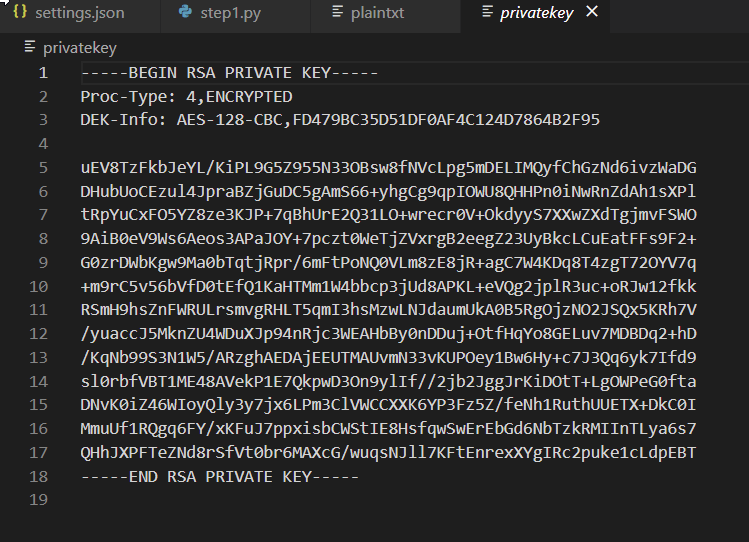 settings.json step1.py plaintxt privatekey
privatekey
1 -----BEGIN RSA PRIVATE KEY-----
2 Proc-Type: 4,ENCRYPTED
3 DEK-Info: AES-128-CBC,FD479BC35D51DF0AF4C124D7864B2F95
4
5 uEV8TzFkbJeYL/KiPL9G5Z955N33OBsw8fNVcLpg5mDELIMQyfChGzNd6ivzWaDG
6 DHubUoCEzul4JpraBZjGuDC5gAmS66+yhgCg9qpIOWU8QHHPn0iNwRnZdAh1sXPl
7 tRpYuCxFO5YZ8ze3KJP+7qBhUrE2Q31LO+wrecr0V+OkdyyS7XXwZXdTgjmvFSWO
8 9AiB0eV9Ws6Aeos3APaJOY+7pczt0WeTjZVxrgB2eegZ23UyBkcLCuEatFFs9F2+
9 G0zrDWbKgw9Ma0bTqtjRpr/6mFtPoNQ0VLm8zE8jR+agC7W4KDq8T4zgT72OYV7q
10 +m9rC5v56bVfD0tEfQ1KaHTMm1W4bbcp3jUd8APKL+eVQg2jplR3uc+oRJw12fkk
11 RSmH9hsZnFWRULrsmvgRHLT5qmI3hsMzwLNJdaumUkA0B5RgOjzNO2JSQx5KRh7V
12 /yuaccJ5MknZU4WDuXJp94nRjc3WEAHbBy0nDDuj+OtfHqYo8GELuv7MDBDq2+hD
13 /KqNb99S3N1W5/ARzghAEDAjEEUTMAUvmN33vKUPOey1Bw6Hy+c7J3Qq6yk7Ifd9
14 sl0rbfVBT1ME48AVekP1E7QkpwD3On9ylIf//2jb2JggJrKiDOtT+LgOWPeG0fta
15 DNvK0iZ46WIoyQly3y7jx6LPm3ClVWCCXXK6YP3Fz5Z/feNh1RuthUUETX+DkC0I
16 MmuUf1RQgq6FY/xKFuJ7ppxisbCWStIE8HsfqwSwErEbGd6NbTzkRMIInTLya6s7
17 QHhJXPFTeZNd8rSfVt0br6MAXcG/wuqsNJll7KFtEnrexXYgIRc2puke1cLdpEBT
18 -----END RSA PRIVATE KEY-----
19